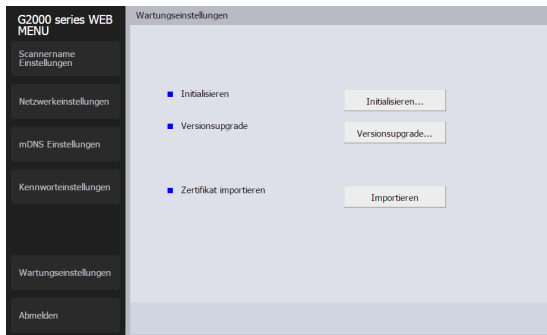 G2000 series WEB
MENU
Scannername
Einstellungen
Netzwerkeinstellungen
mDNS Einstellungen
Kennworteinstellungen
Wartungseinstellungen
Abmelden
Wartungseinstellungen
Initialisieren
Initialisieren...
Versionsupgrade
Versionsupgrade...
Zertifikat importieren
Importieren